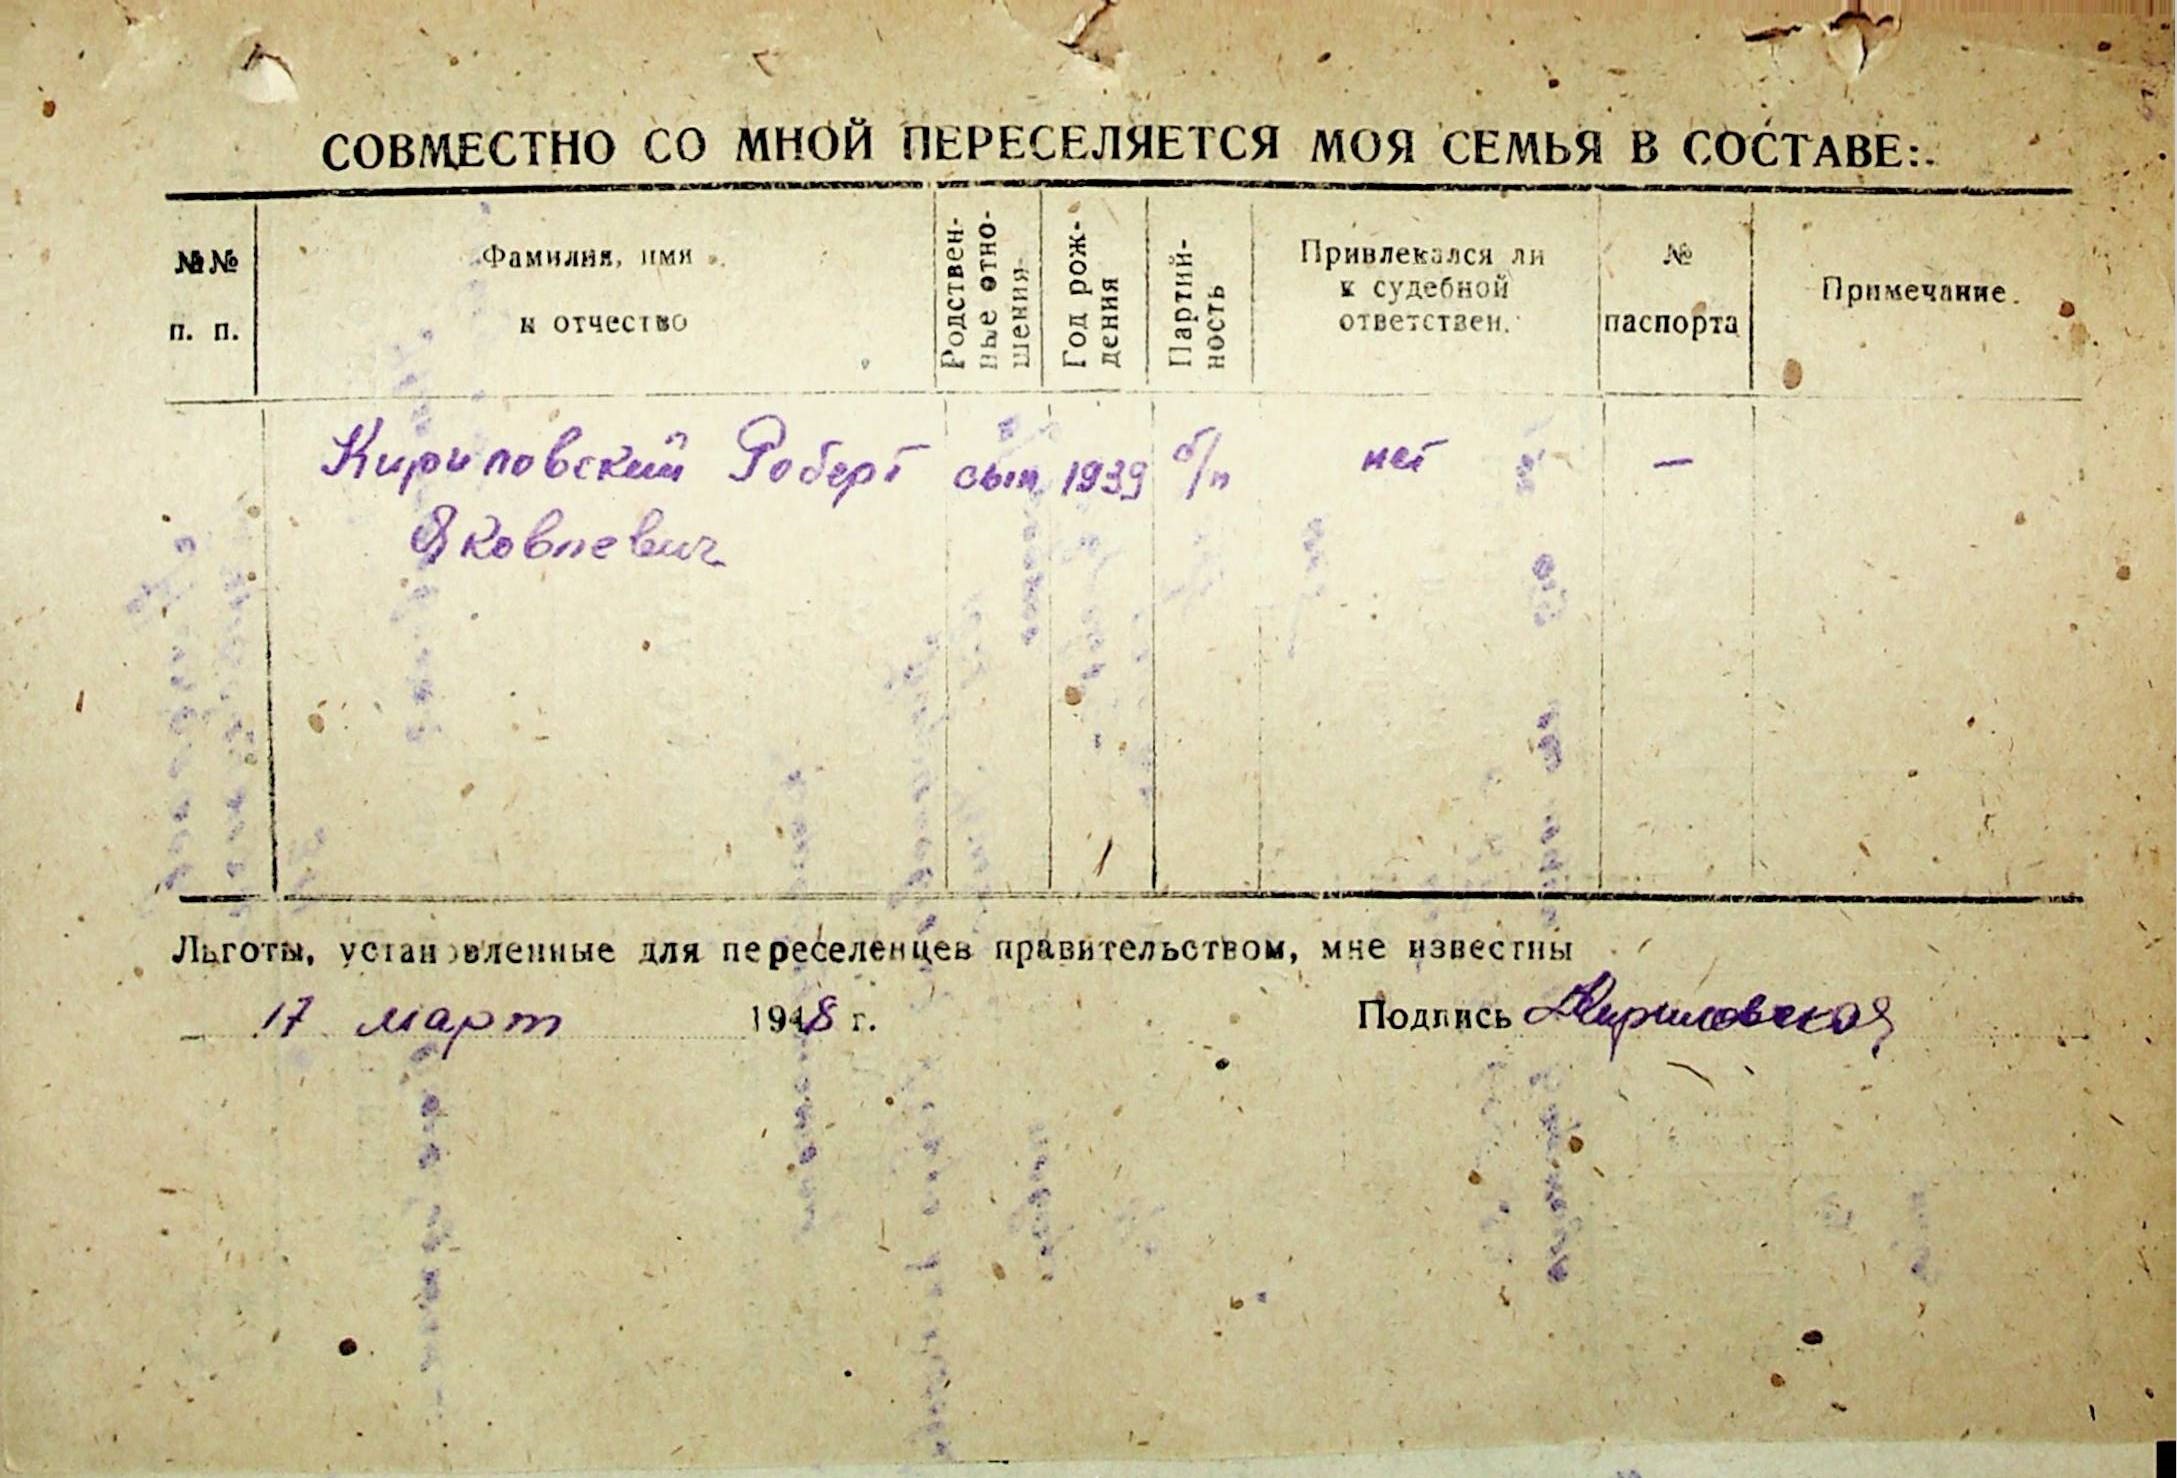 СОВМЕСТНО СО МНОЙ ПЕРЕСЕЛЯЕТСЯ МОЯ СЕМЬЯ В СОСТАВЕ:
№№
п. п.
Фамилия, имя
и отчество
Родствен-
ные отно-
шения
Год рож-
дения
Партий-
ность
Привлекался ли
к судебной
ответствен.
№
паспорта
Примечание.
Кириловский Роберт сын 1939 б/п нет —
Яковлевич
Льготы, установленные для переселенцев правительством, мне известны
17 март 1948 г. Подпись Кириловская